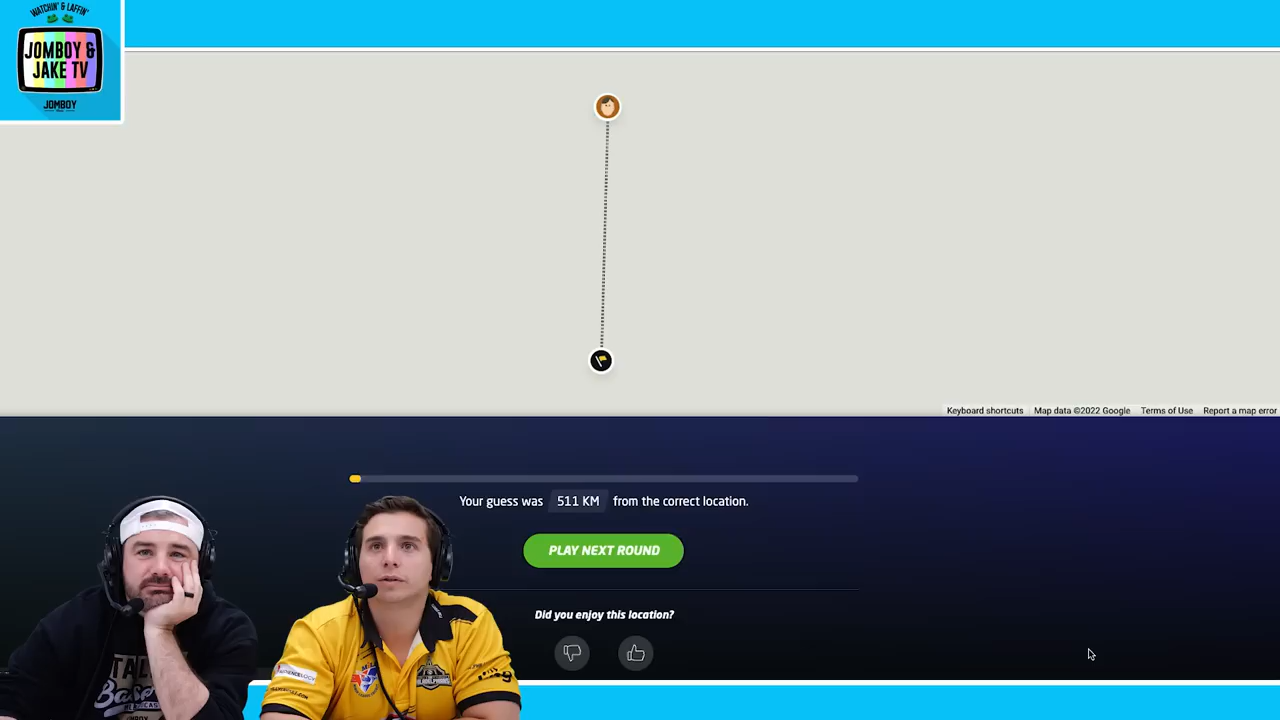 WATCHIN' & LAFFIN'
JOMBOY &
JAKE TV
JOMBOY
Keyboard shortcuts
Map data ©2022 Google
Terms of Use
Report a map error
Your guess was 511 KM from the correct location.
PLAY NEXT ROUND
Did you enjoy this location?